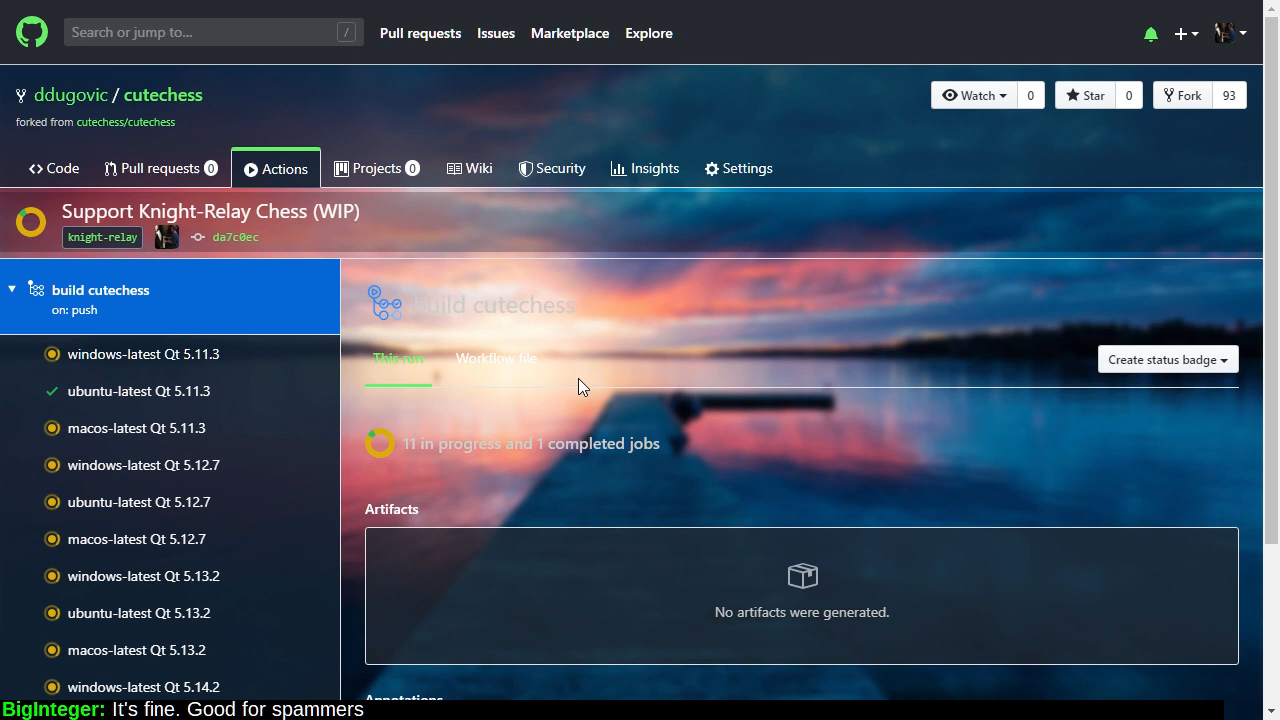 Search or jump to...
/
Pull requests
Issues
Marketplace
Explore
ddugovic / cutechess
Watch 0
Star 0
Fork 93
forked from cutechess/cutechess
Code
Pull requests 0
Actions
Projects 0
Wiki
Security
Insights
Settings
Support Knight-Relay Chess (WIP)
knight-relay
da7c0ec
build cutechess
on: push
windows-latest Qt 5.11.3
ubuntu-latest Qt 5.11.3
macos-latest Qt 5.11.3
windows-latest Qt 5.12.7
ubuntu-latest Qt 5.12.7
macos-latest Qt 5.12.7
windows-latest Qt 5.13.2
ubuntu-latest Qt 5.13.2
macos-latest Qt 5.13.2
windows-latest Qt 5.14.2
build cutechess
This run
Workflow file
Create status badge
11 in progress and 1 completed jobs
Artifacts
No artifacts were generated.
Annotations
BigInteger: It's fine. Good for spammers